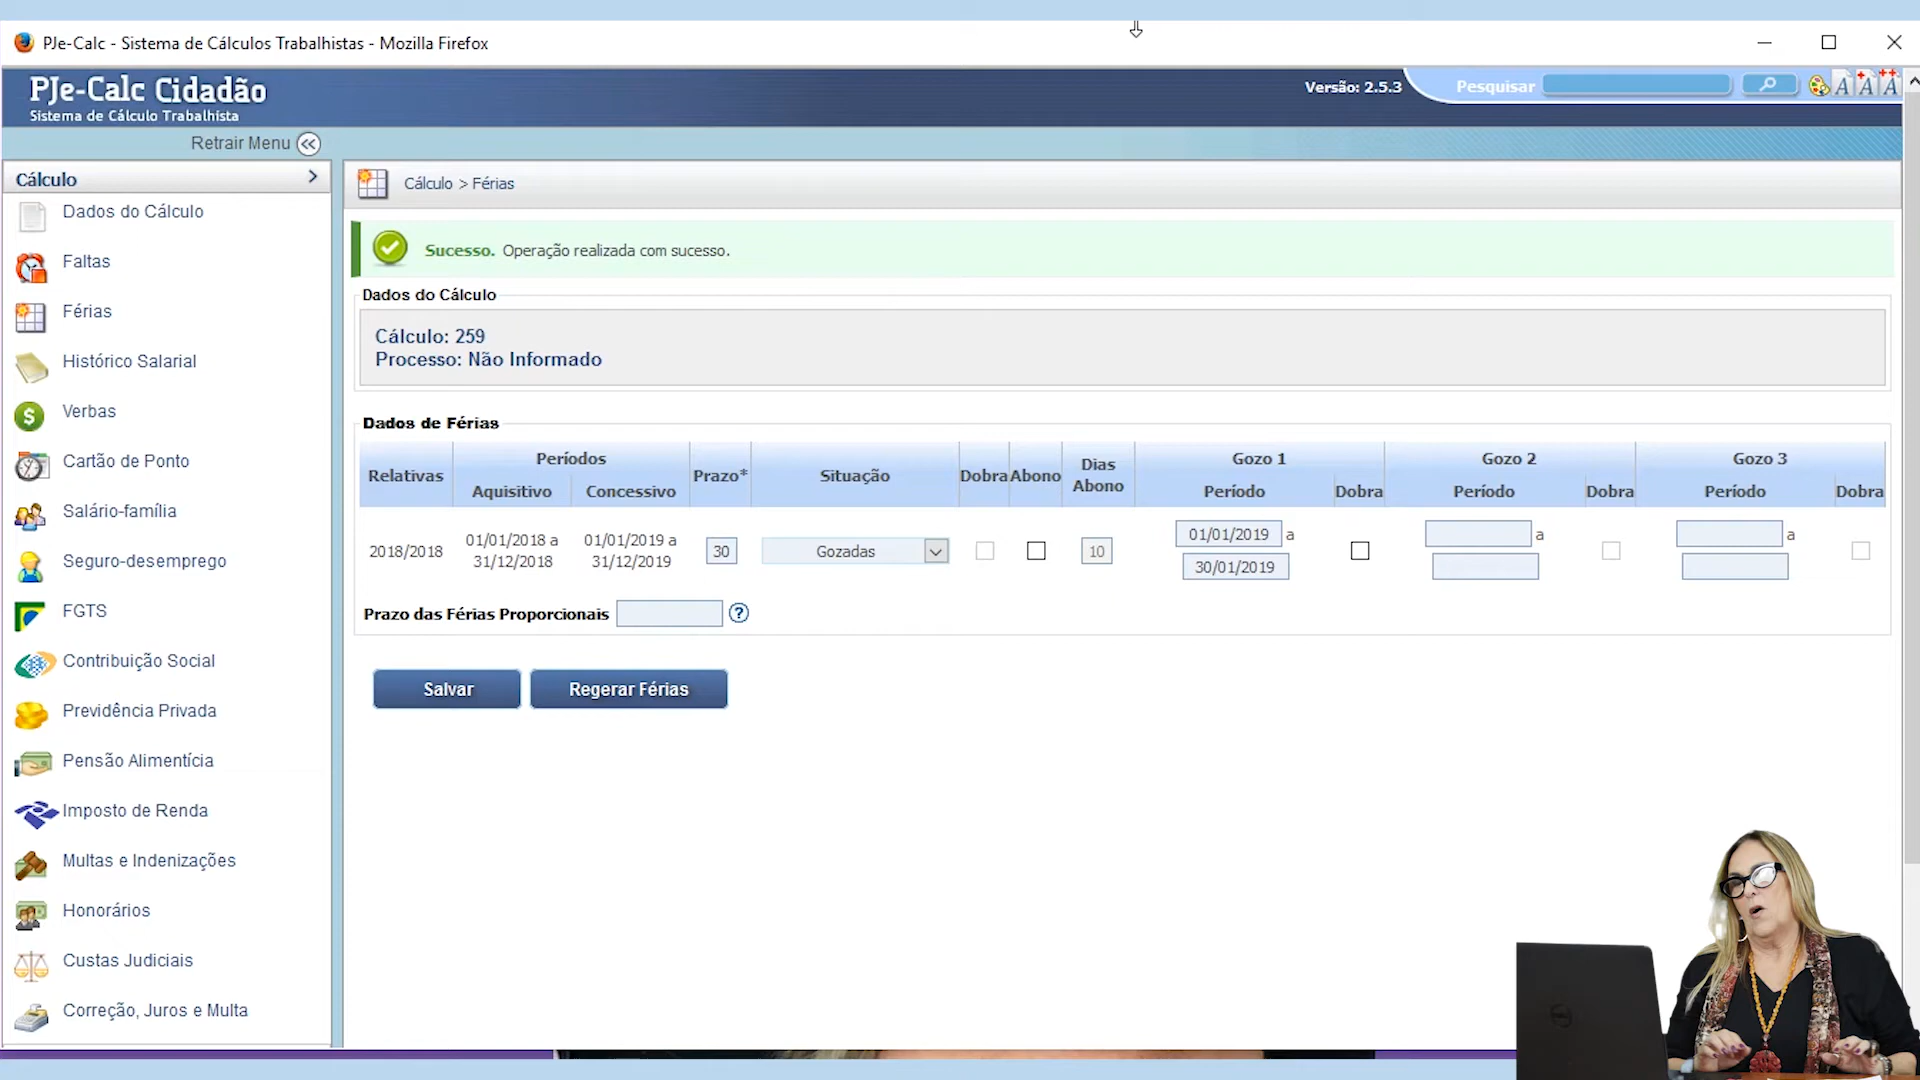 PJe-Calc - Sistema de Cálculos Trabalhistas - Mozilla Firefox
PJe-Calc Cidadão
Sistema de Cálculo Trabalhista
Versão: 2.5.3
Pesquisar
Retrair Menu
Cálculo
Dados do Cálculo
Faltas
Férias
Histórico Salarial
Verbas
Cartão de Ponto
Salário-família
Seguro-desemprego
FGTS
Contribuição Social
Previdência Privada
Pensão Alimentícia
Imposto de Renda
Multas e Indenizações
Honorários
Custas Judiciais
Correção, Juros e Multa
Cálculo > Férias
Sucesso. Operação realizada com sucesso.
Dados do Cálculo
Cálculo: 259
Processo: Não Informado
Dados de Férias
Relativas
Períodos
Aquisitivo Concessivo
Prazo*
Situação
Dobra
Abono
Dias
Abono
Gozo 1
Período Dobra
Gozo 2
Período Dobra
Gozo 3
Período Dobra
2018/2018
01/01/2018 a
31/12/2018
01/01/2019 a
31/12/2019
30
Gozadas
10
01/01/2019 a
30/01/2019
a
a
Prazo das Férias Proporcionais
Salvar
Regerar Férias